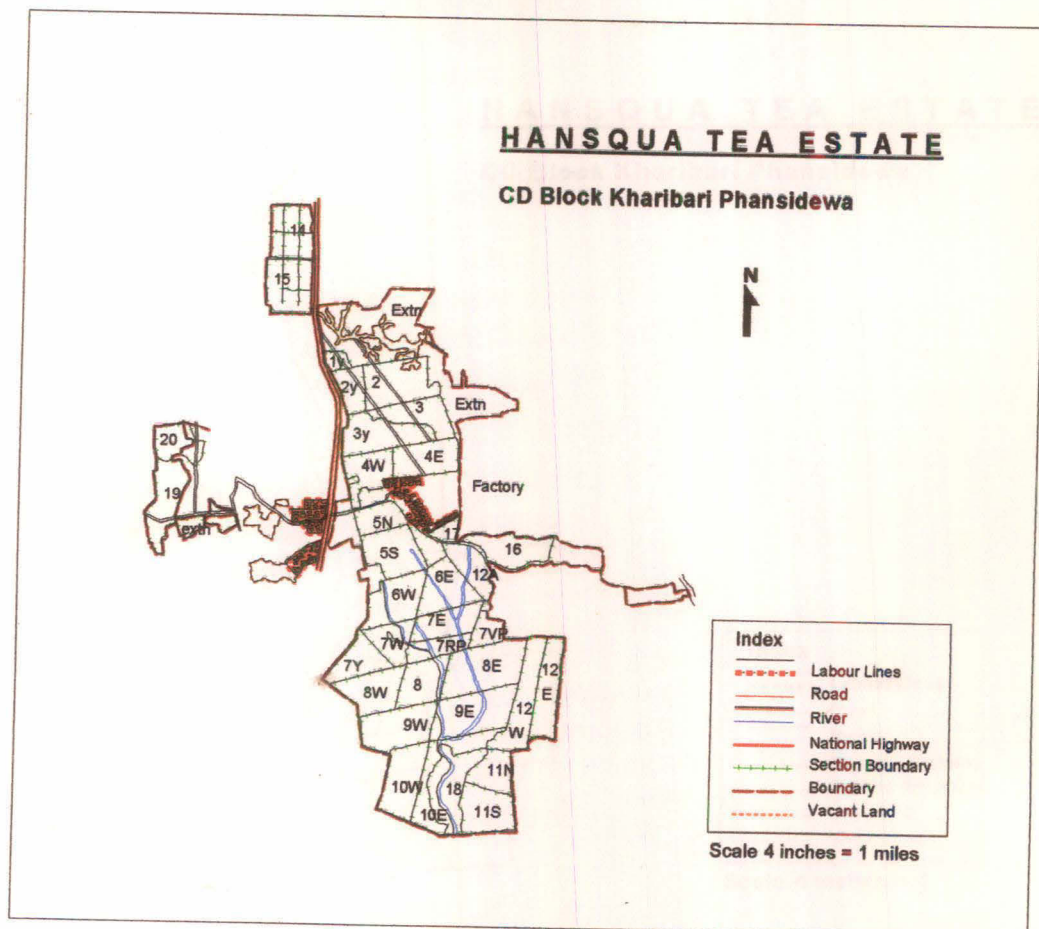 HANSQUA TEA ESTATE
CD Block Kharibari Phansidewa
N
14
15
Extn
1y
2y
2
3
Extn
3y
4W
4E
20
19
extn
Factory
5N
17
16
5S
6E
12A
6W
7E
7W
7RP
7VP
7Y
8E
12
E
8W
8
9E
12
W
9W
11N
10W
18
10E
11S
Index
Labour Lines
Road
River
National Highway
Section Boundary
Boundary
Vacant Land
Scale 4 inches = 1 miles